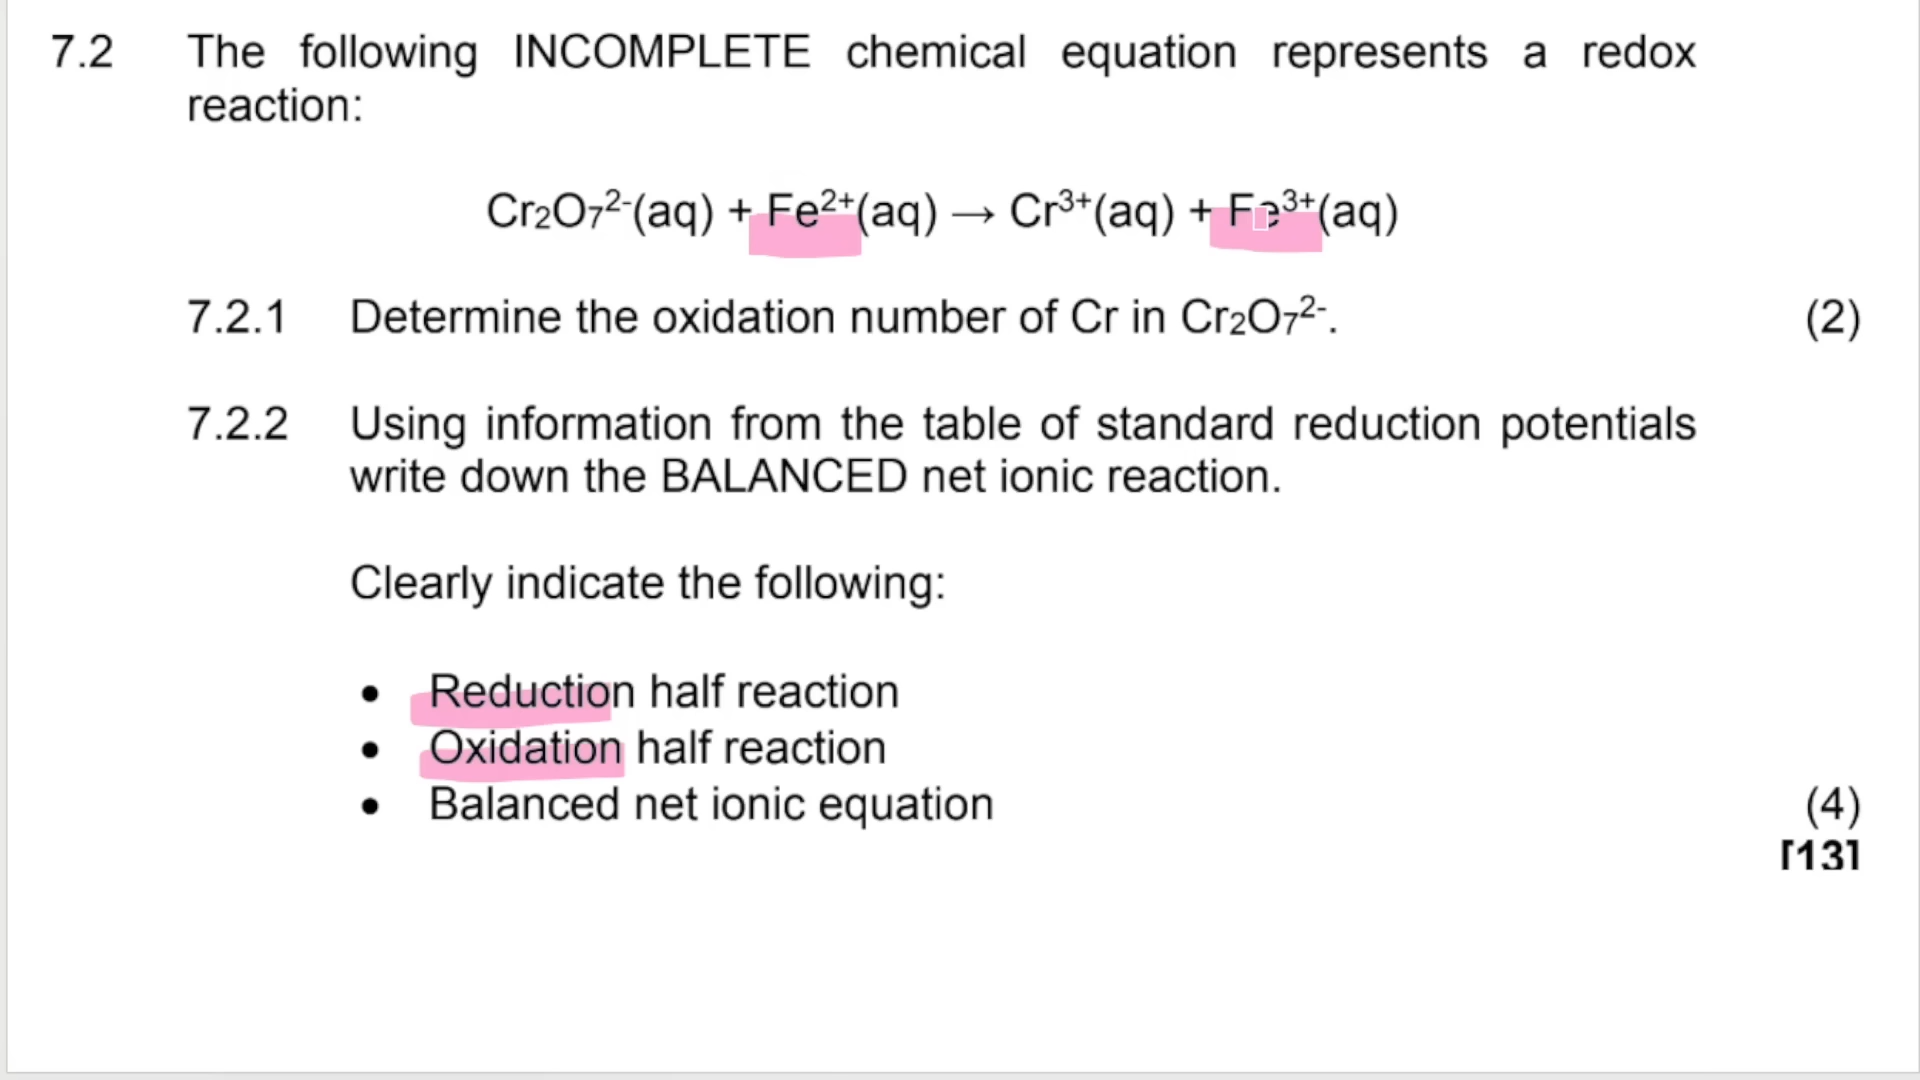 7.2 The following INCOMPLETE chemical equation represents a redox
reaction:
Cr₂O₇²⁻(aq) + Fe²⁺(aq) → Cr³⁺(aq) + Fe³⁺(aq)
7.2.1 Determine the oxidation number of Cr in Cr₂O₇²⁻. (2)
7.2.2 Using information from the table of standard reduction potentials
write down the BALANCED net ionic reaction.
Clearly indicate the following:
• Reduction half reaction
• Oxidation half reaction
• Balanced net ionic equation (4)
[13]